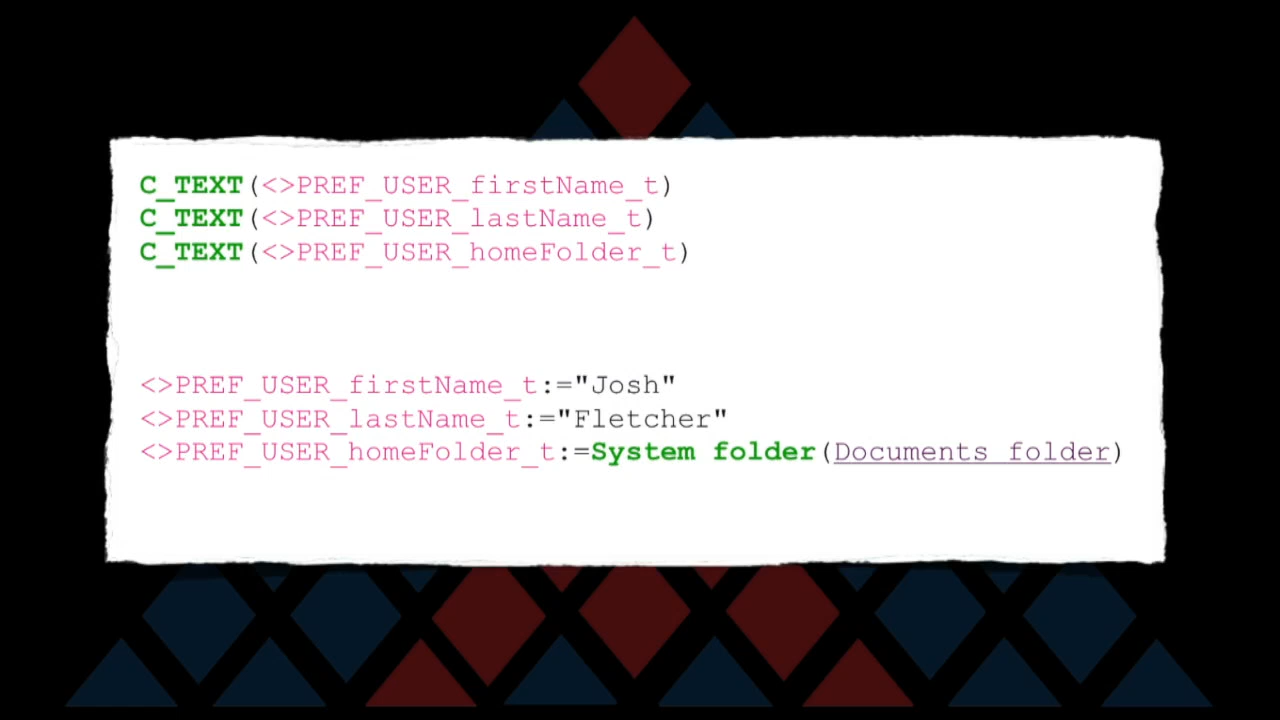 C_TEXT(<>PREF_USER_firstName_t)
C_TEXT(<>PREF_USER_lastName_t)
C_TEXT(<>PREF_USER_homeFolder_t)
<>PREF_USER_firstName_t:="Josh"
<>PREF_USER_lastName_t:="Fletcher"
<>PREF_USER_homeFolder_t:=System folder(Documents folder)